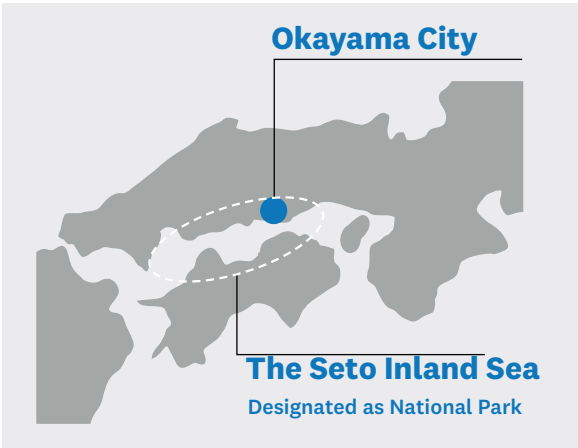 Okayama City
The Seto Inland Sea
Designated as National Park